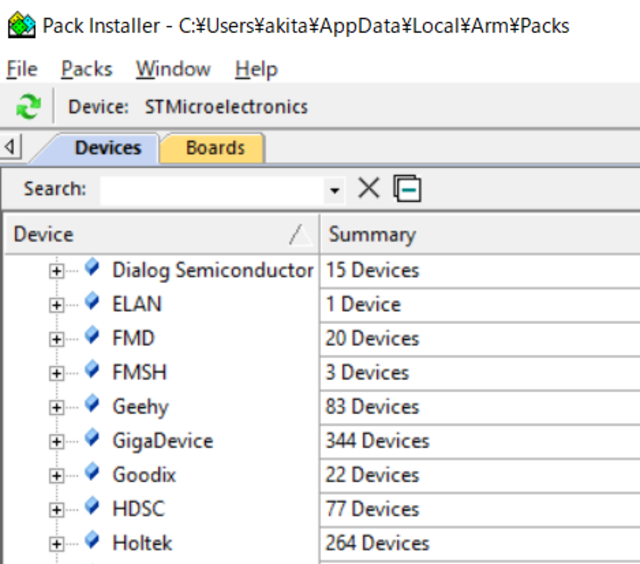 Pack Installer - C:¥Users¥akita¥AppData¥Local¥Arm¥Packs
File Packs Window Help
Device: STMicroelectronics
Devices Boards
Search:
Device Summary
Dialog Semiconductor 15 Devices
ELAN 1 Device
FMD 20 Devices
FMSH 3 Devices
Geehy 83 Devices
GigaDevice 344 Devices
Goodix 22 Devices
HDSC 77 Devices
Holtek 264 Devices